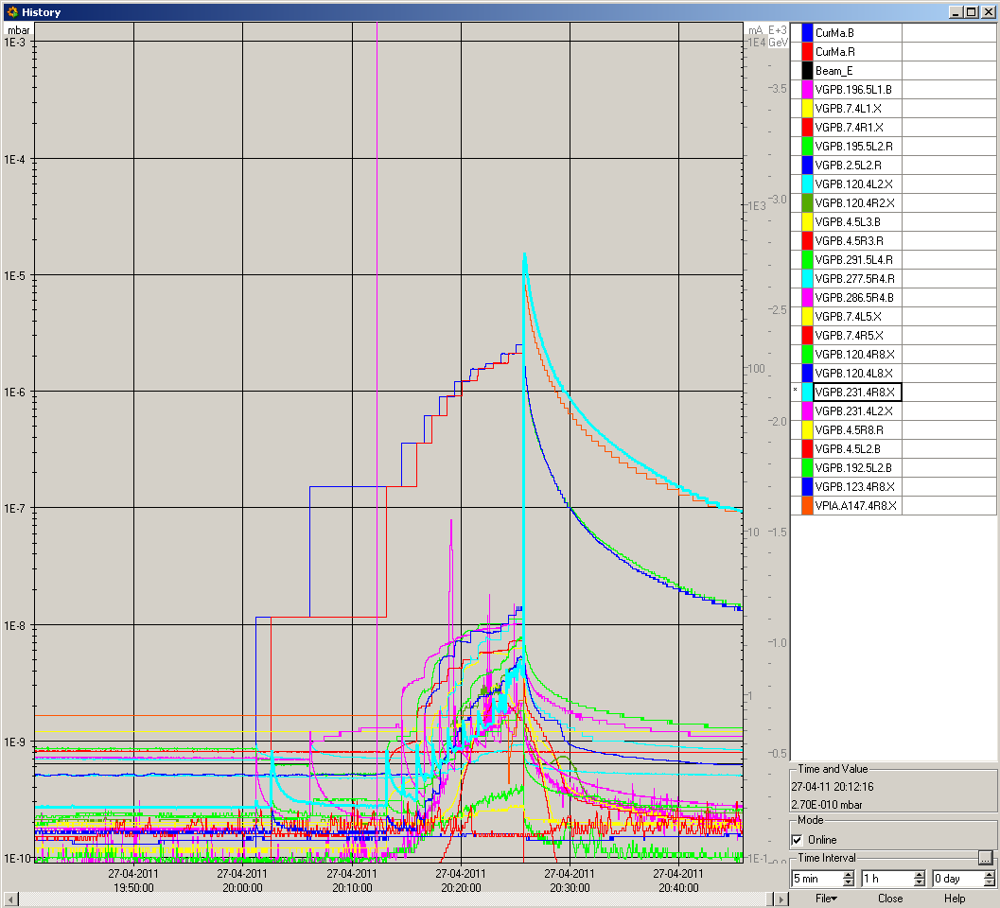 History
mbar
mA E+3
GeV
1E-3
1E-4
1E-5
1E-6
1E-7
1E-8
1E-9
1E-10
1E4
1E3
100
10
1
1E-1
-3.5
-3.0
-2.5
-2.0
-1.5
-1.0
-0.5
-0.0
27-04-2011 27-04-2011 27-04-2011 27-04-2011 27-04-2011 27-04-2011
19:50:00 20:00:00 20:10:00 20:20:00 20:30:00 20:40:00
CurMa.B
CurMa.R
Beam_E
VGPB.196.5L1.B
VGPB.7.4L1.X
VGPB.7.4R1.X
VGPB.195.5L2.R
VGPB.2.5L2.R
VGPB.120.4L2.X
VGPB.120.4R2.X
VGPB.4.5L3.B
VGPB.4.5R3.R
VGPB.291.5L4.R
VGPB.277.5R4.R
VGPB.286.5R4.B
VGPB.7.4L5.X
VGPB.7.4R5.X
VGPB.120.4R8.X
VGPB.120.4L8.X
* VGPB.231.4R8.X
VGPB.231.4L2.X
VGPB.4.5R8.R
VGPB.4.5L2.B
VGPB.192.5L2.B
VGPB.123.4R8.X
VPIA.A147.4R8.X
Time and Value
27-04-11 20:12:16
2.70E-010 mbar
Mode
Online
Time Interval
...
5 min 1 h 0 day
File Close Help